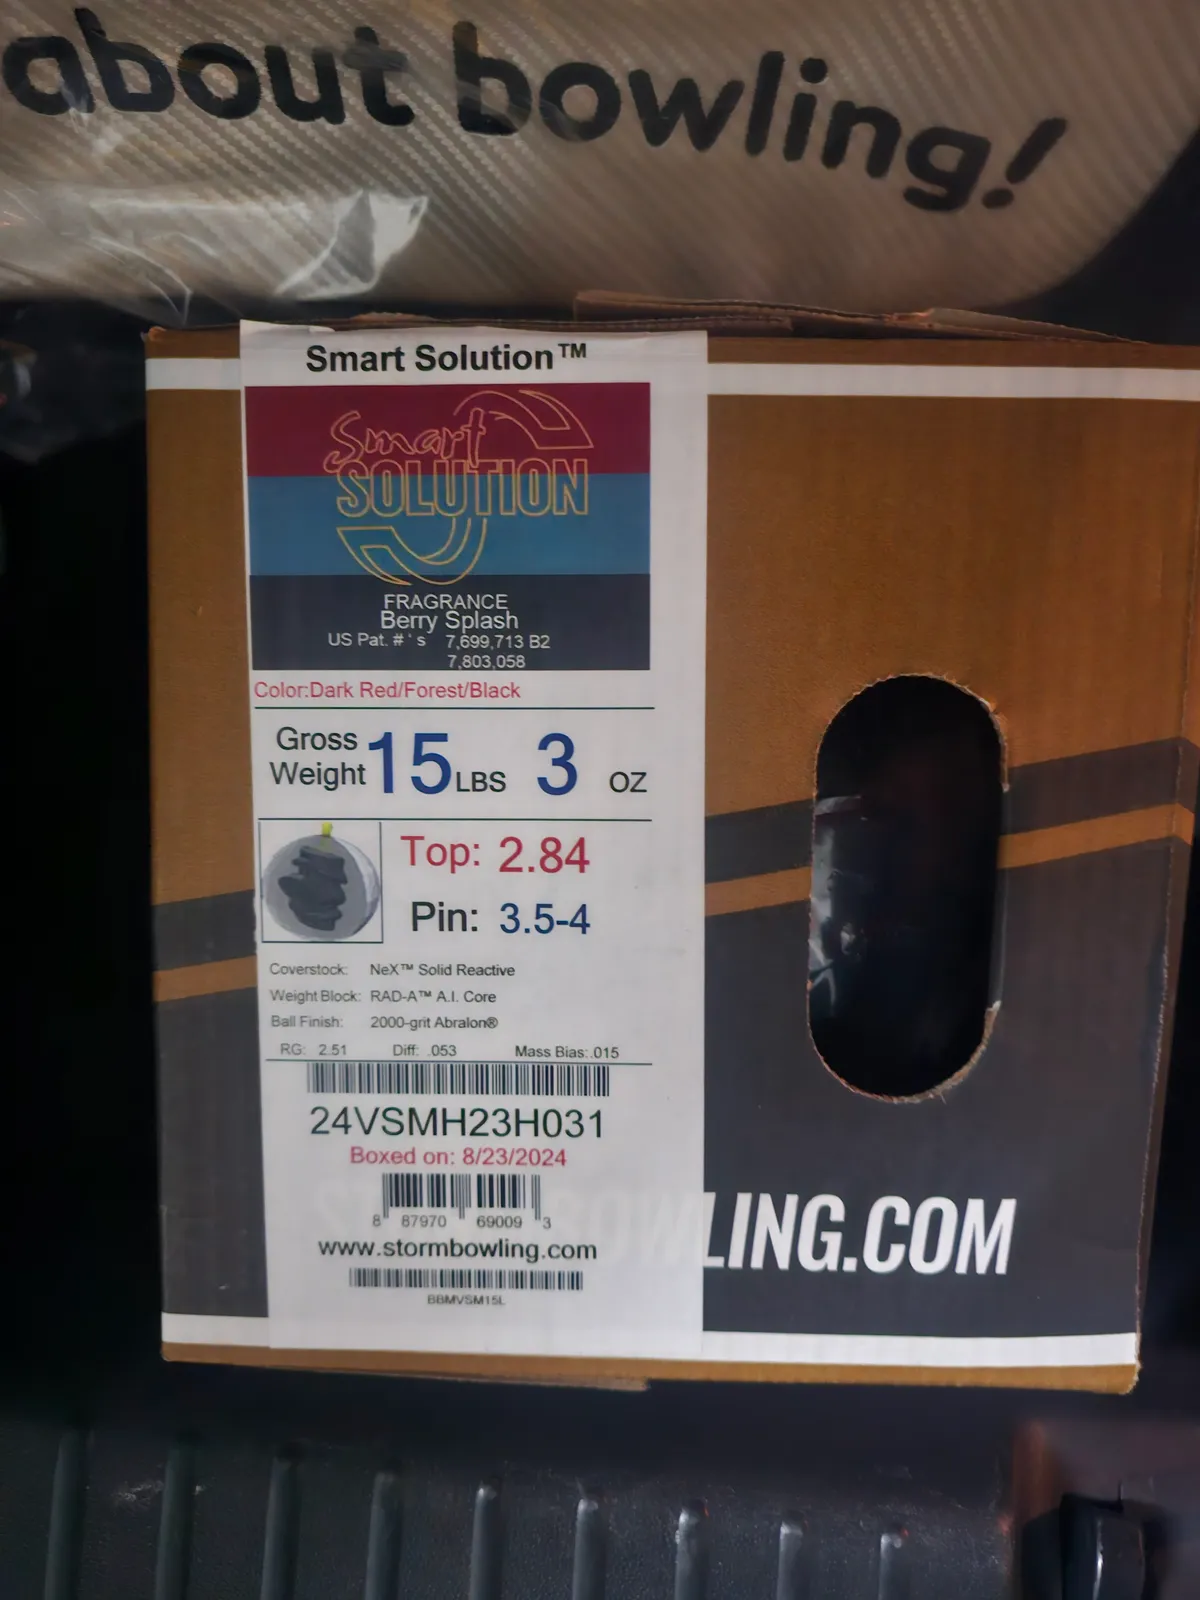 about bowling!
Smart Solution™
Smart
SOLUTION
FRAGRANCE
Berry Splash
US Pat. # ' s 7,699,713 B2
7,803,058
Color:Dark Red/Forest/Black
Gross Weight 15 LBS 3 OZ
Top: 2.84
Pin: 3.5-4
Coverstock: NeX™ Solid Reactive
Weight Block: RAD-A™ A.I. Core
Ball Finish: 2000-grit Abralon®
RG: 2.51 Diff: .053 Mass Bias: .015
24VSMH23H031
Boxed on: 8/23/2024
8 87970 69009 3
www.stormbowling.com
BBMVSM15L
LING.COM